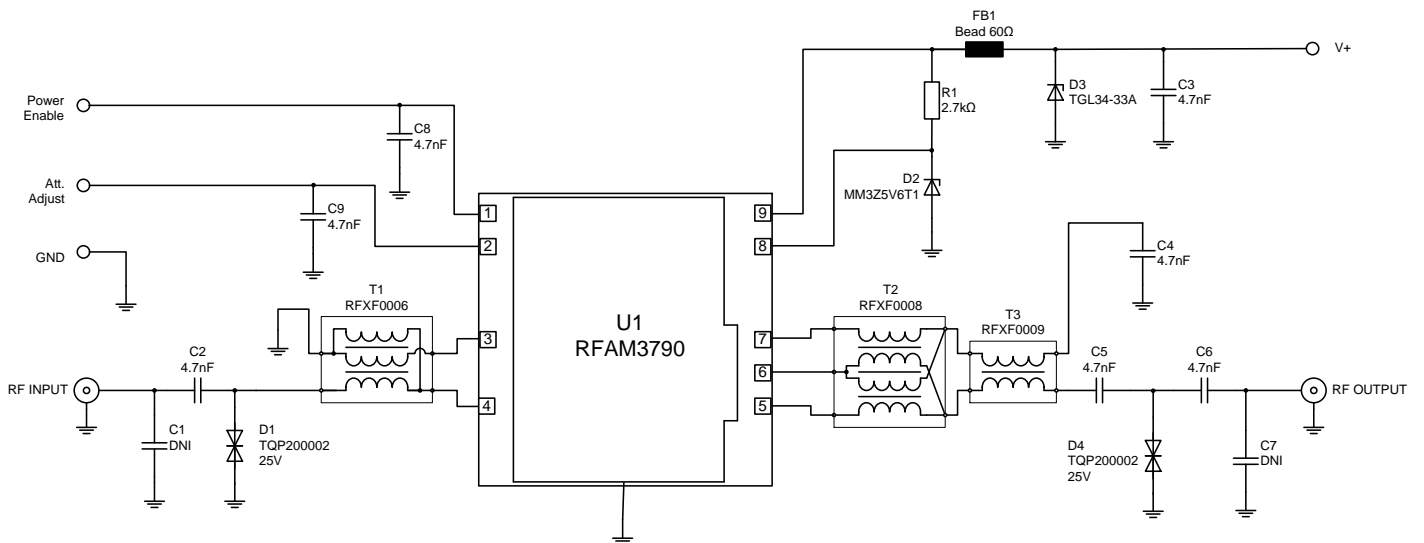 FB1
Bead 60Ω
V+
D3
TGL34-33A
C3
4.7nF
R1
2.7kΩ
Power
Enable
C8
4.7nF
Att.
Adjust
C9
4.7nF
D2
MM3Z5V6T1
1
2
9
8
GND
C4
4.7nF
T1
RFXF0006
T2
RFXF0008
T3
RFXF0009
U1
RFAM3790
3
7
C2
4.7nF
6
C5
4.7nF
C6
4.7nF
RF INPUT
RF OUTPUT
4
5
C1
DNI
D1
TQP200002
25V
D4
TQP200002
25V
C7
DNI